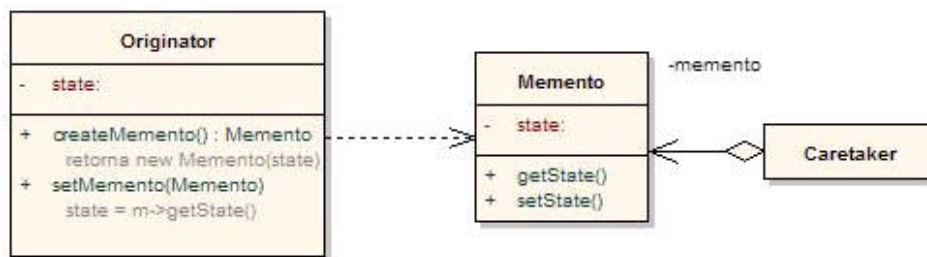 Originator
- state:
+ createMemento() : Memento
retorna new Memento(state)
+ setMemento(Memento)
state = m->getState()
Memento
- state:
+ getState()
+ setState()
-memento
Caretaker